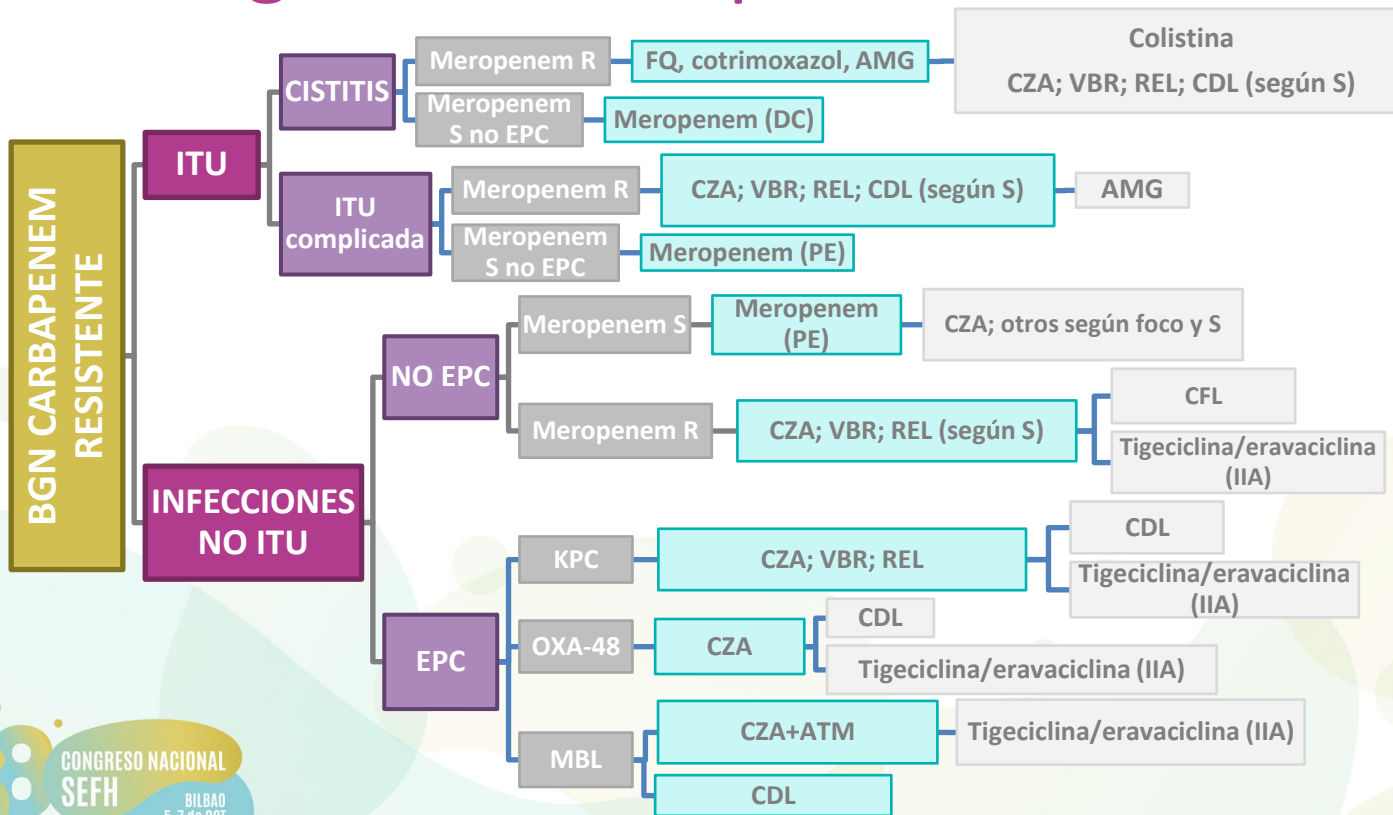 BGN CARBAPENEM
RESISTENTE
ITU
CISTITIS
Meropenem R
FQ, cotrimoxazol, AMG
Colistina
CZA; VBR; REL; CDL (según S)
Meropenem
S no EPC
Meropenem (DC)
ITU
complicada
Meropenem R
CZA; VBR; REL; CDL (según S)
AMG
Meropenem
S no EPC
Meropenem (PE)
INFECCIONES
NO ITU
NO EPC
Meropenem S
Meropenem
(PE)
CZA; otros según foco y S
Meropenem R
CZA; VBR; REL (según S)
CFL
Tigeciclina/eravaciclina
(IIA)
EPC
KPC
CZA; VBR; REL
CDL
Tigeciclina/eravaciclina
(IIA)
OXA-48
CZA
CDL
Tigeciclina/eravaciclina (IIA)
MBL
CZA+ATM
Tigeciclina/eravaciclina (IIA)
CDL
CONGRESO NACIONAL
SEFH
BILBAO